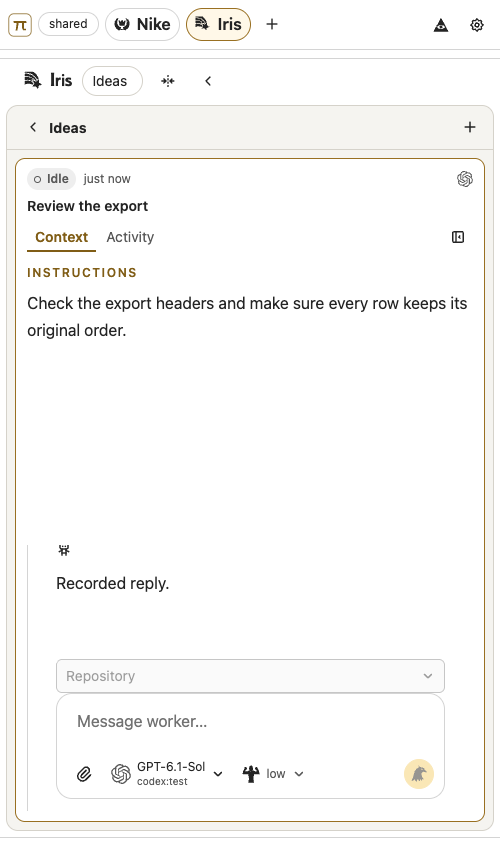 π
shared
Nike
Iris
Iris
Ideas
Ideas
Idle
just now
Review the export
Context
Activity
INSTRUCTIONS
Check the export headers and make sure every row keeps its
original order.
Recorded reply.
Repository
Message worker...
GPT-6.1-Sol
codex:test
low